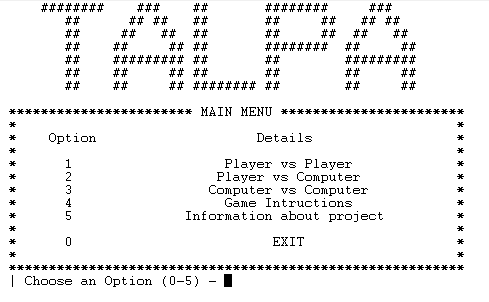 TALPA
MAIN MENU
Option Details
1 Player vs Player
2 Player vs Computer
3 Computer vs Computer
4 Game Intructions
5 Information about project
0 EXIT
| Choose an Option (0-5) -